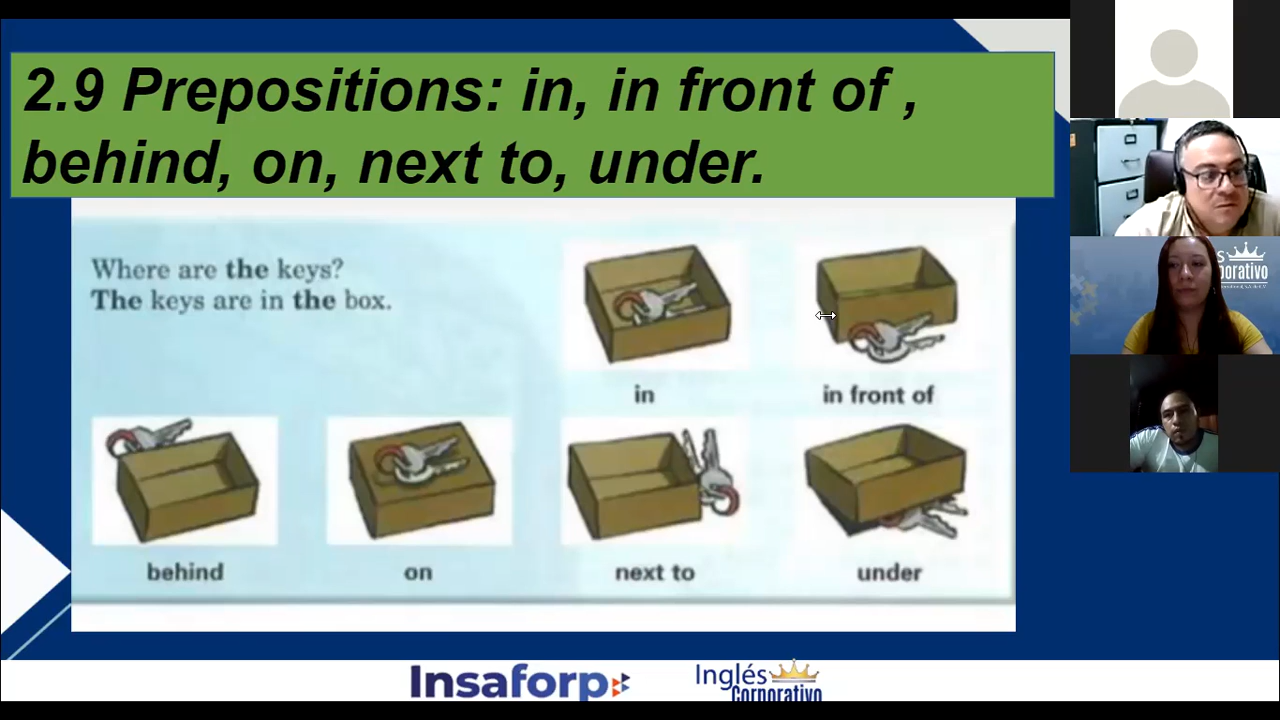 2.9 Prepositions: in, in front of ,
behind, on, next to, under.
Where are the keys?
The keys are in the box.
in
in front of
behind
on
next to
under
Insaforp
Inglés
Corporativo